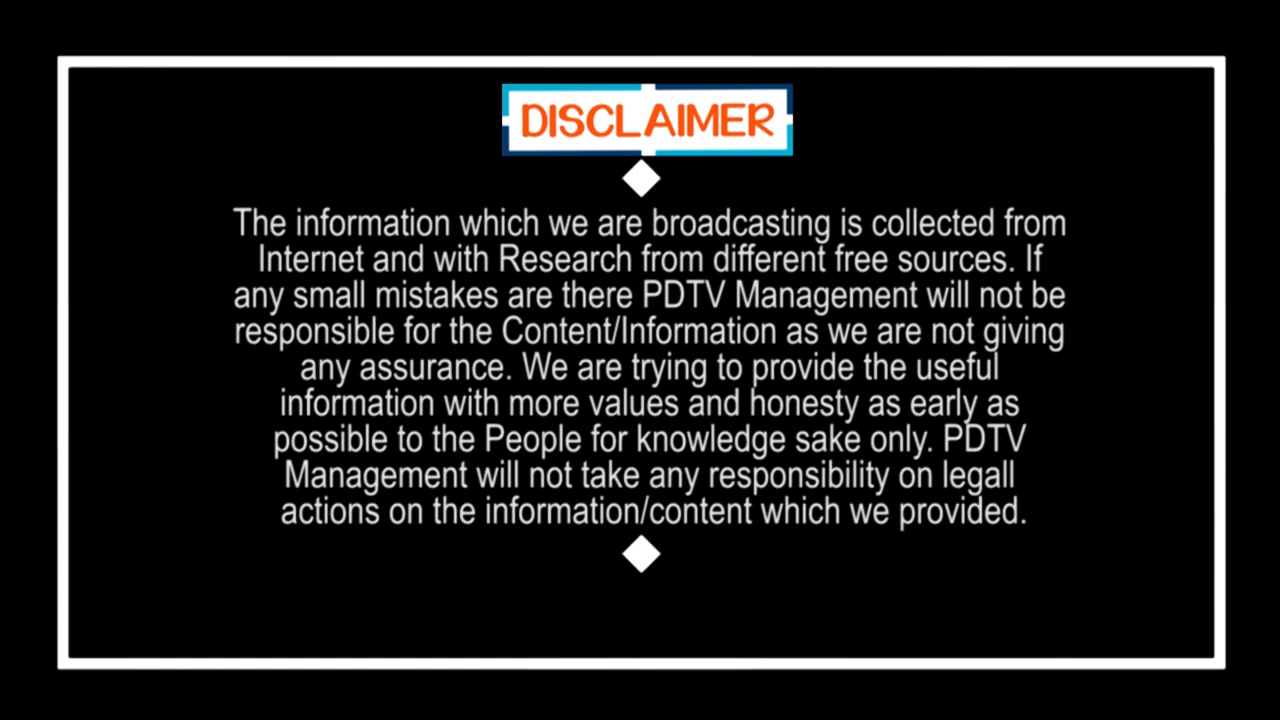 DISCLAIMER
The information which we are broadcasting is collected from
Internet and with Research from different free sources. If
any small mistakes are there PDTV Management will not be
responsible for the Content/Information as we are not giving
any assurance. We are trying to provide the useful
information with more values and honesty as early as
possible to the People for knowledge sake only. PDTV
Management will not take any responsibility on legall
actions on the information/content which we provided.